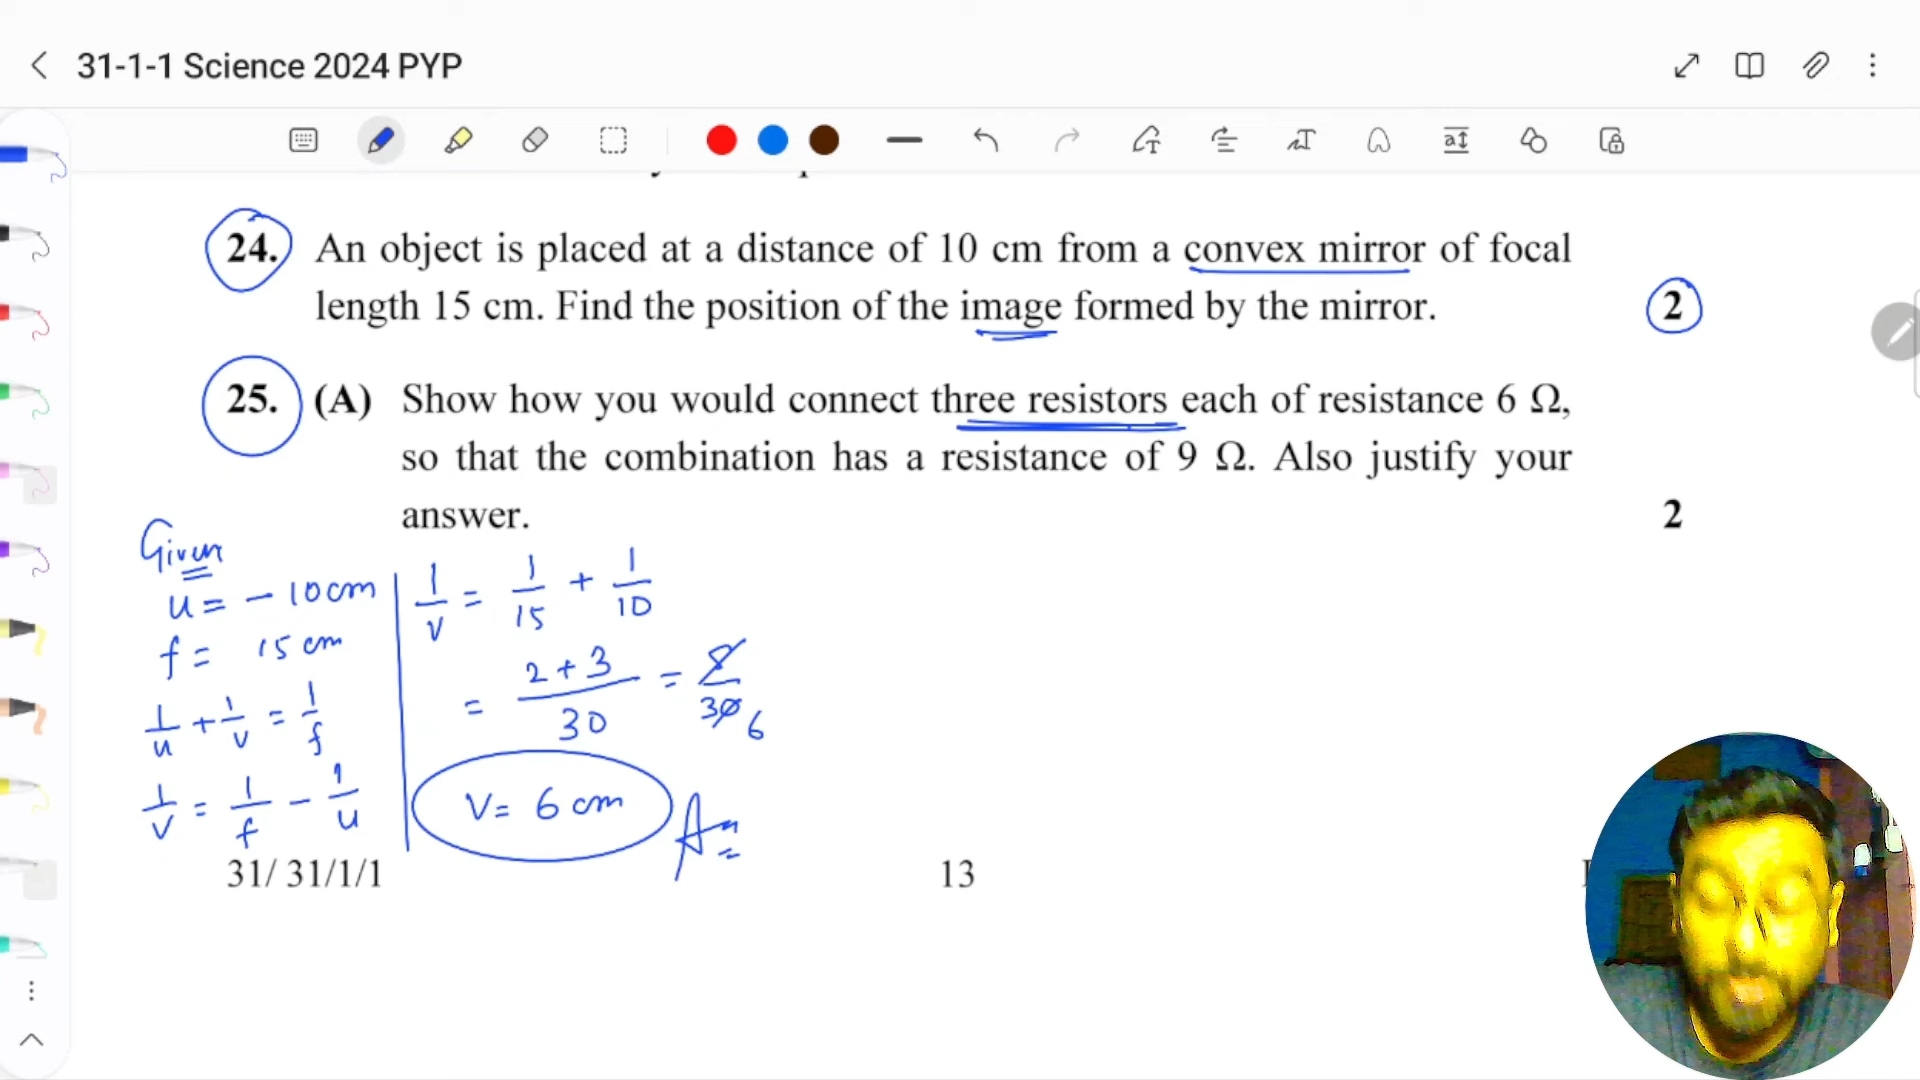 31-1-1 Science 2024 PYP
24. An object is placed at a distance of 10 cm from a convex mirror of focal
length 15 cm. Find the position of the image formed by the mirror. 2
25. (A) Show how you would connect three resistors each of resistance 6 Ω,
so that the combination has a resistance of 9 Ω. Also justify your
answer. 2
Given
u = - 10 cm
f = 15 cm
1/u + 1/v = 1/f
1/v = 1/f - 1/u
1/v = 1/15 + 1/10
= 2+3/30 = 5/30 6
V = 6 cm
31/ 31/1/1 13